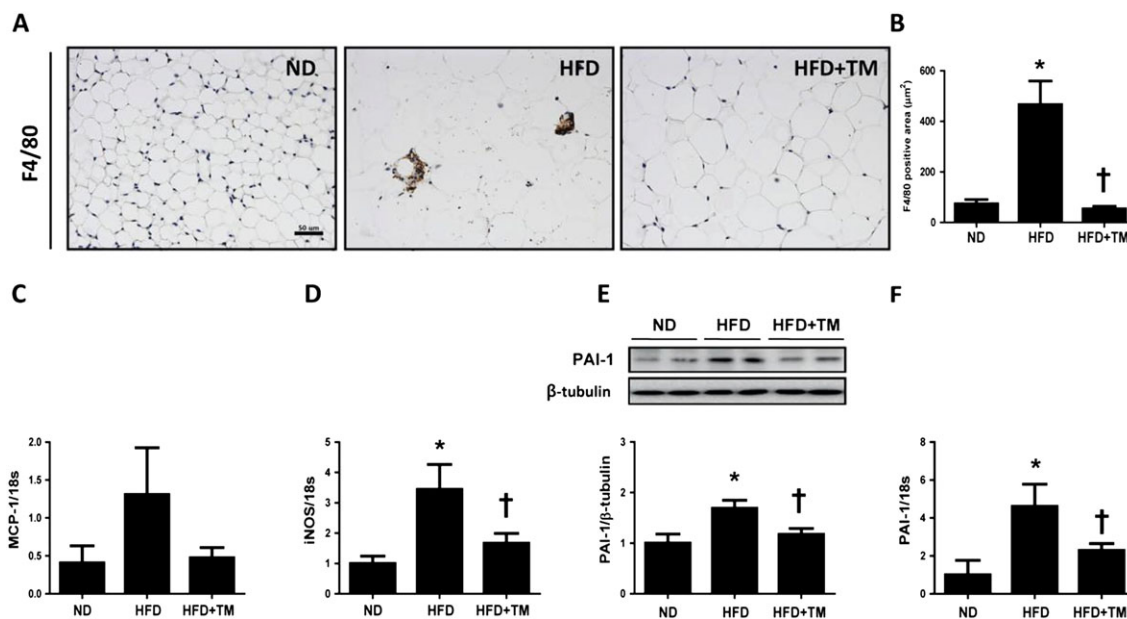 A
B
F4/80
ND
HFD
HFD+TM
50 um
F4/80 positive area (μm²)
600
400
200
0
*
†
ND
HFD
HFD+TM
C
D
E
F
ND
HFD
HFD+TM
PAI-1
β-tubulin
MCP-1/18s
2.0
1.5
1.0
0.5
0.0
ND
HFD
HFD+TM
iNOS/18s
5
4
3
2
1
0
*
†
ND
HFD
HFD+TM
PAI-1/β-tubulin
3
2
1
0
*
†
ND
HFD
HFD+TM
PAI-1/18s
8
6
4
2
0
*
†
ND
HFD
HFD+TM